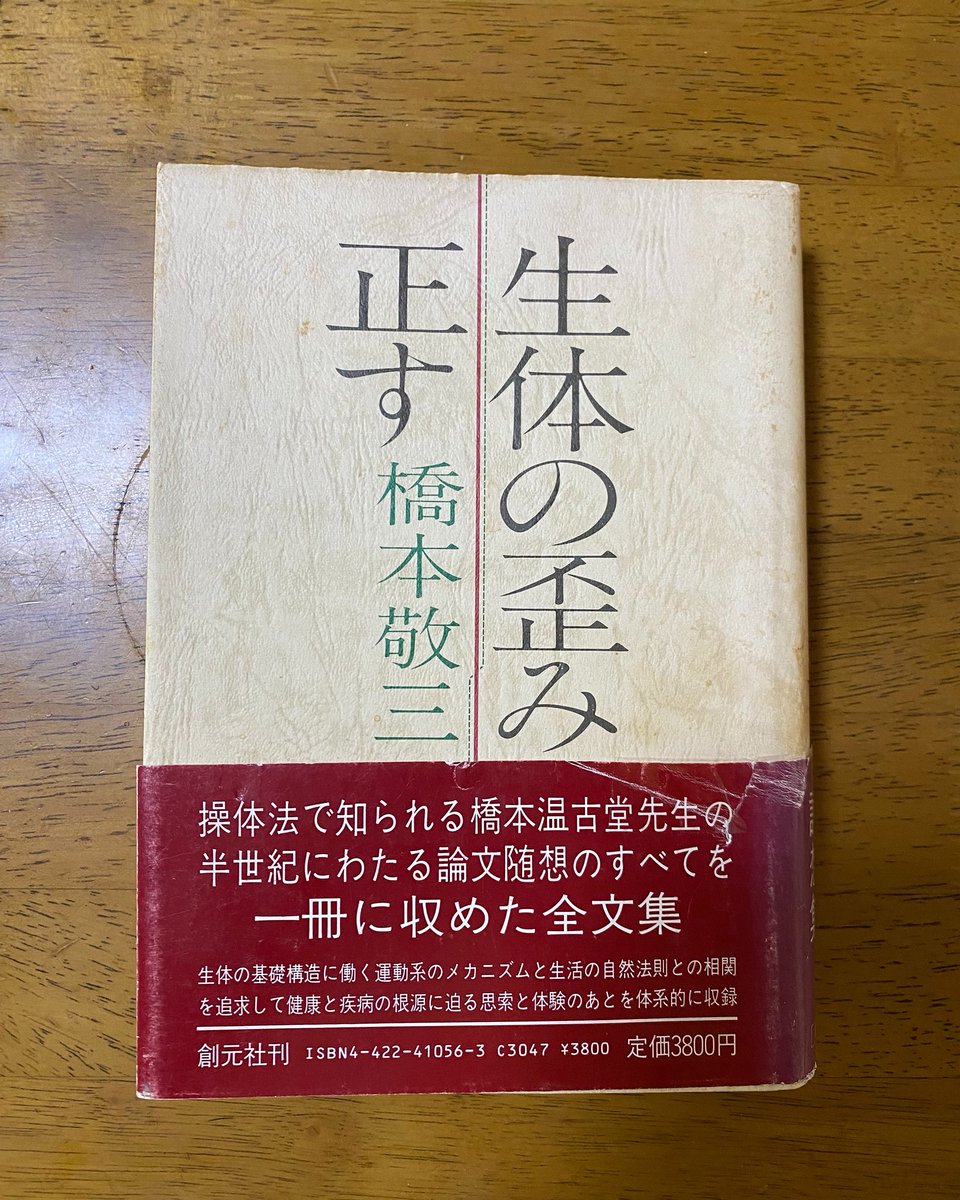 生体の歪み
正す
橋本敬三
操体法で知られる橋本温古堂先生の
半世紀にわたる論文随想のすべてを
一冊に収めた全文集
生体の基礎構造に働く運動系のメカニズムと生活の自然法則との相関
を追求して健康と疾病の根源に迫る思索と体験のあとを体系的に収録
創元社刊 ISBN4-422-41056-3 C3047 ¥3800 定価3800円